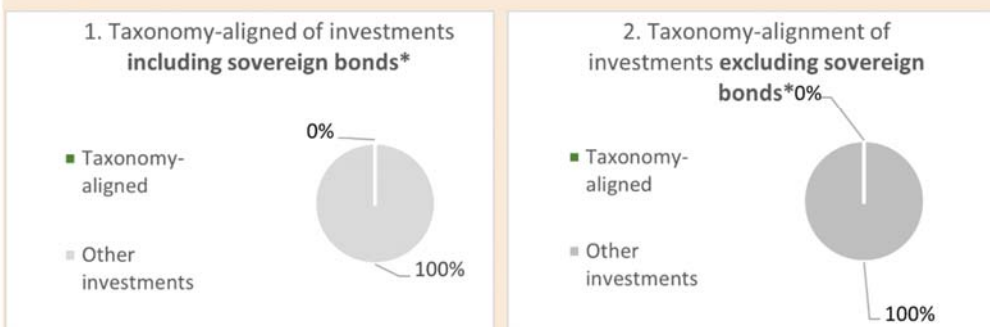 1. Taxonomy-aligned of investments
including sovereign bonds*
0%
Taxonomy-
aligned
Other
investments
100%
2. Taxonomy-alignment of
investments excluding sovereign
bonds*0%
Taxonomy-
aligned
Other
investments
100%